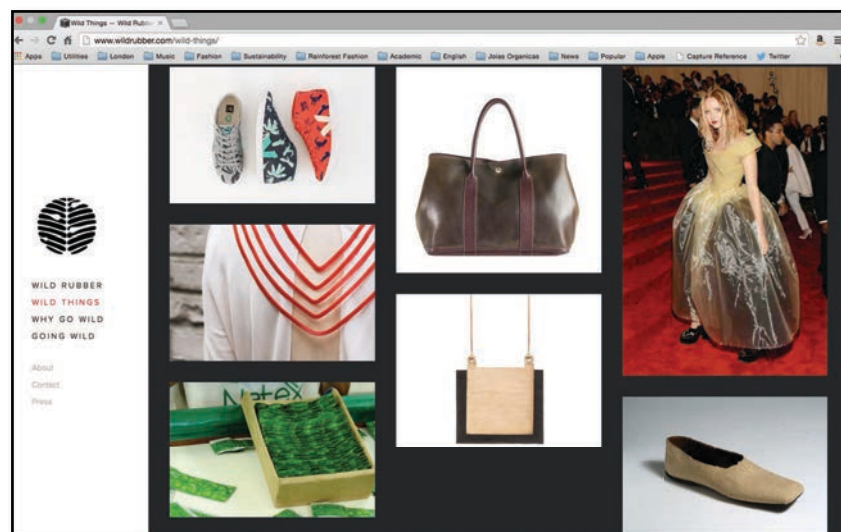 Wild Things — Wild Rubb
www.wildrubber.com/wild-things/
Apps Utilities London Music Fashion Sustainability Rainforest Fashion Academic English Joias Organicas News Popular Apple Capture Reference Twitter
WILD RUBBER
WILD THINGS
WHY GO WILD
GOING WILD
About
Contact
Press
Natex